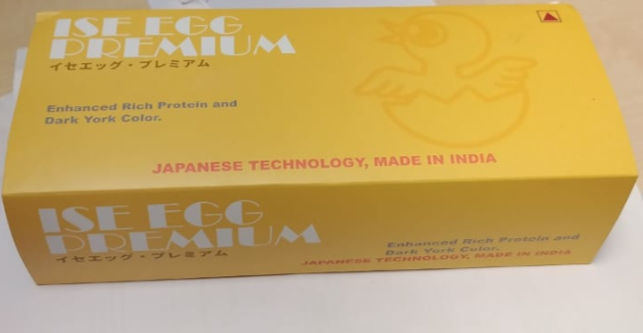 ISE EGG
PREMIUM
イセエッグ・プレミアム
Enhanced Rich Protein and
Dark York Color.
JAPANESE TECHNOLOGY, MADE IN INDIA
ISE EGG
PREMIUM
イセエッグ・プレミアム
Enhanced Rich Protein and
Dark York Color.
JAPANESE TECHNOLOGY, MADE IN INDIA